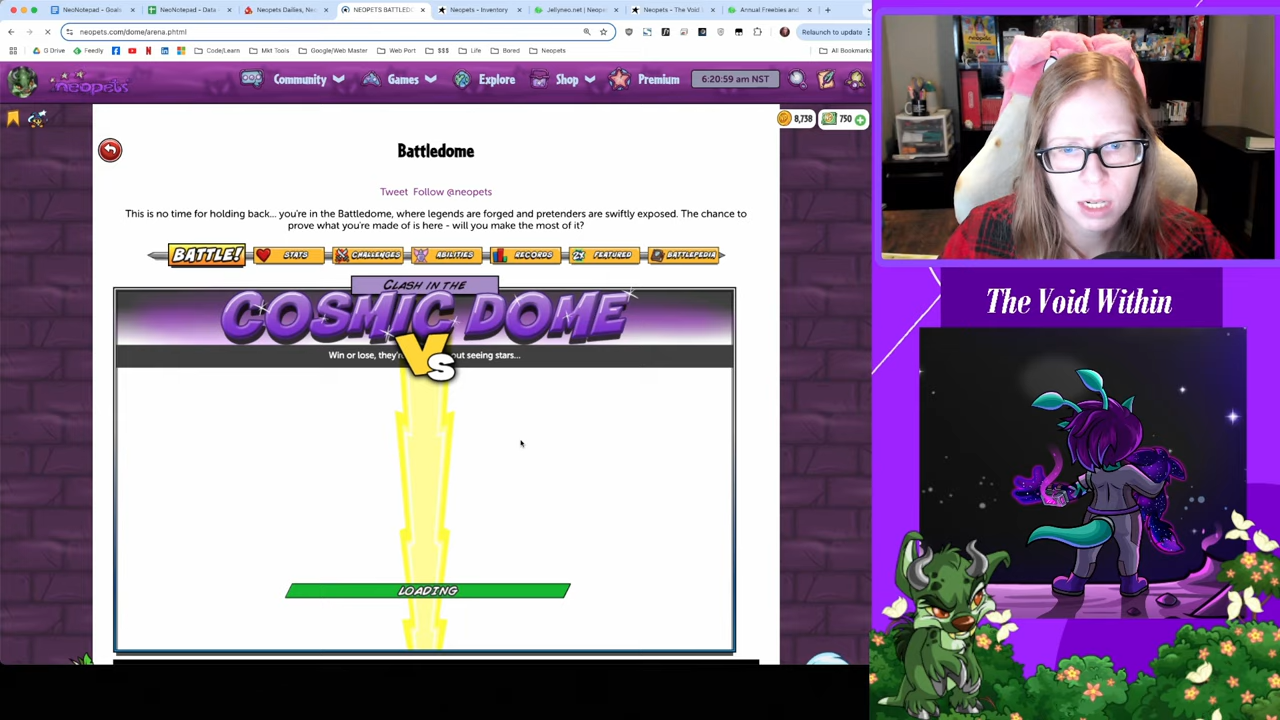 NeoNotepad - Goals
NeoNotepad - Data
Neopets Dailies, Neo
NEOPETS BATTLEDO
Neopets - Inventory
Jellyneo.net | Neopet
Neopets - The Void
Annual Freebies and
neopets.com/dome/arena.phtml
Relaunch to update
G Drive
Feedly
Code/Learn
Mkt Tools
Google/Web Master
Web Port
$$$
Life
Bored
Neopets
All Bookmarks
neopets
Community
Games
Explore
Shop
Premium
6:20:59 am NST
8,738
750
Battledome
Tweet Follow @neopets
This is no time for holding back... you're in the Battledome, where legends are forged and pretenders are swiftly exposed. The chance to
prove what you're made of is here - will you make the most of it?
BATTLE!
STATS
CHALLENGES
ABILITIES
RECORDS
2x
FEATURED
BATTLEPEDIA
CLASH IN THE
COSMIC DOME
Win or lose, they're out seeing stars...
Vs
LOADING
The Void Within